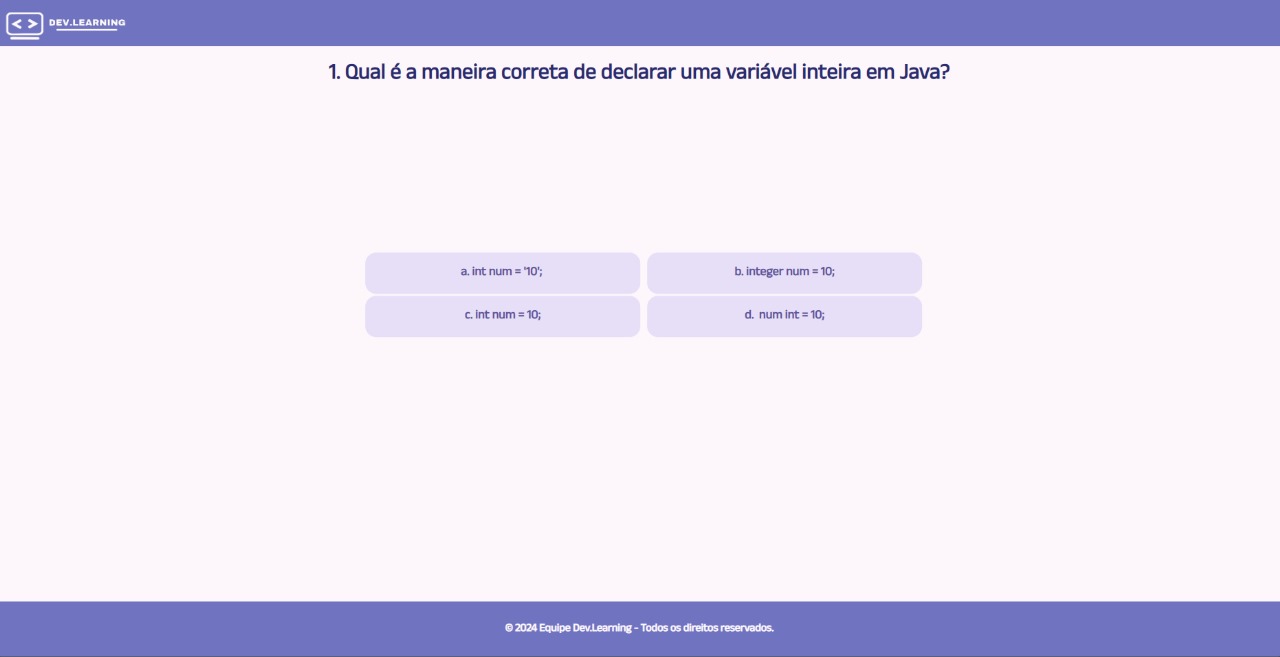 < > DEV.LEARNING
1. Qual é a maneira correta de declarar uma variável inteira em Java?
a. int num = '10';
b. integer num = 10;
c. int num = 10;
d. num int = 10;
© 2024 Equipe Dev.Learning - Todos os direitos reservados.